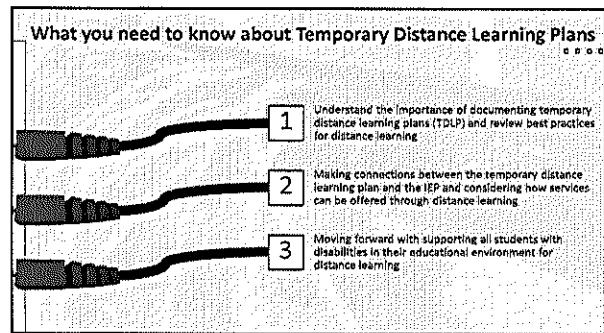 What you need to know about Temporary Distance Learning Plans
1
Understand the importance of documenting temporary
distance learning plans (TDLP) and review best practices
for distance learning
2
Making connections between the temporary distance
learning plan and the IEP and considering how services
can be offered through distance learning
3
Moving forward with supporting all students with
disabilities in their educational environment for
distance learning